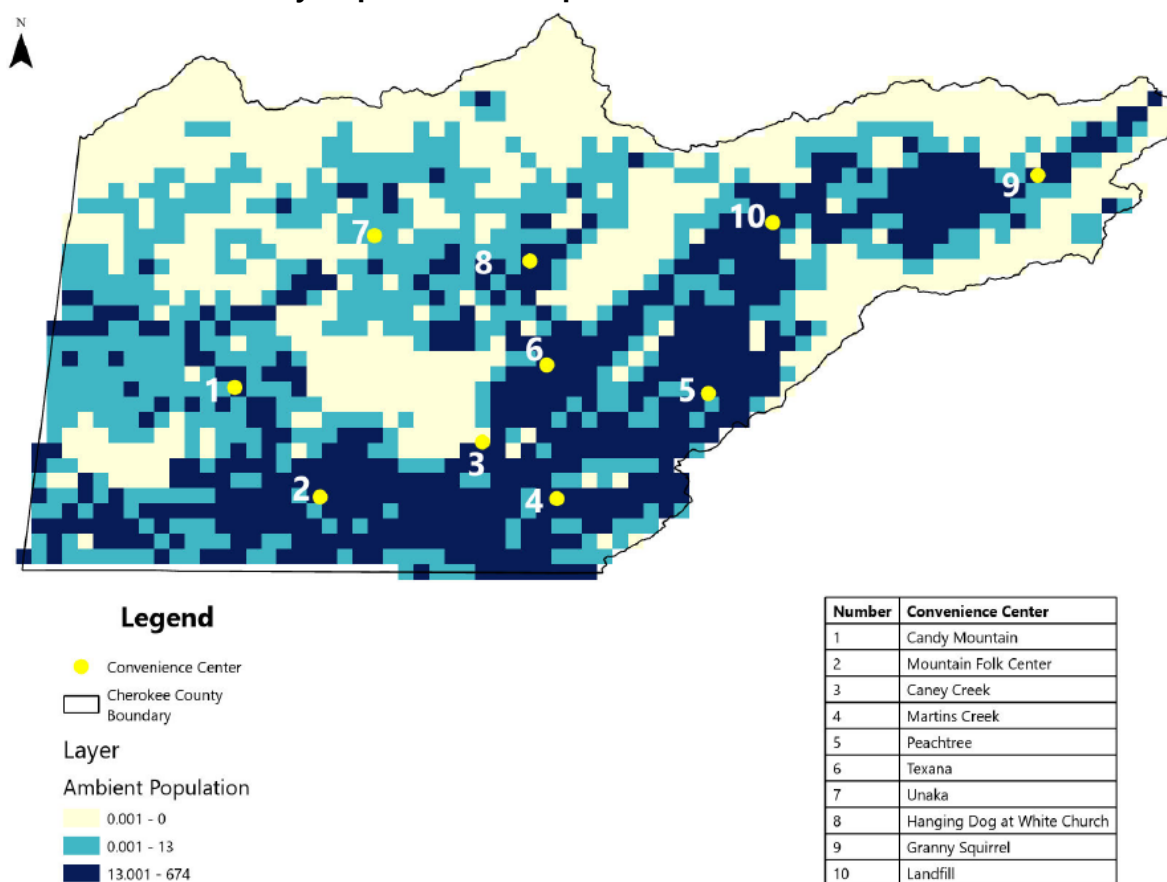 N
7
8
9
10
6
1
5
3
2
4
Legend
Convenience Center
Cherokee County
Boundary
Layer
Ambient Population
0.001 - 0
0.001 - 13
13.001 - 674
Number Convenience Center
1 Candy Mountain
2 Mountain Folk Center
3 Caney Creek
4 Martins Creek
5 Peachtree
6 Texana
7 Unaka
8 Hanging Dog at White Church
9 Granny Squirrel
10 Landfill